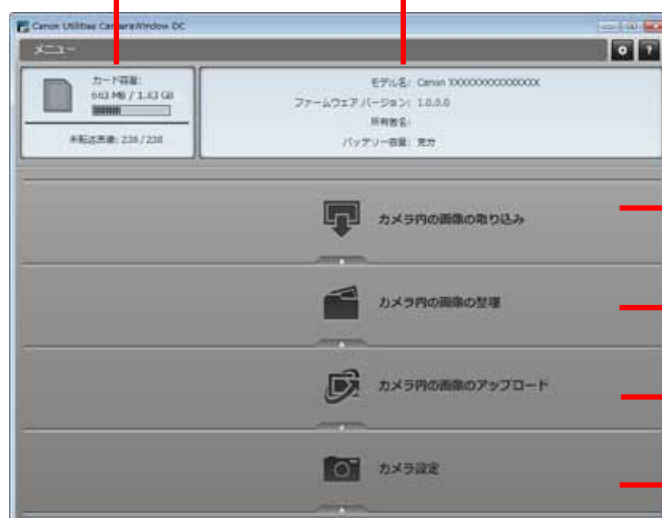 Canon Utilities CameraWindow DC
メニュー
カード容量:
663 MB / 1.43 GB
未転送画像: 238 / 238
モデル名: Canon XXXXXXXXXXXXXXX
ファームウェア バージョン: 1.0.0.0
所有者名:
バッテリー容量: 充分
カメラ内の画像の取り込み
カメラ内の画像の整理
カメラ内の画像のアップロード
カメラ設定